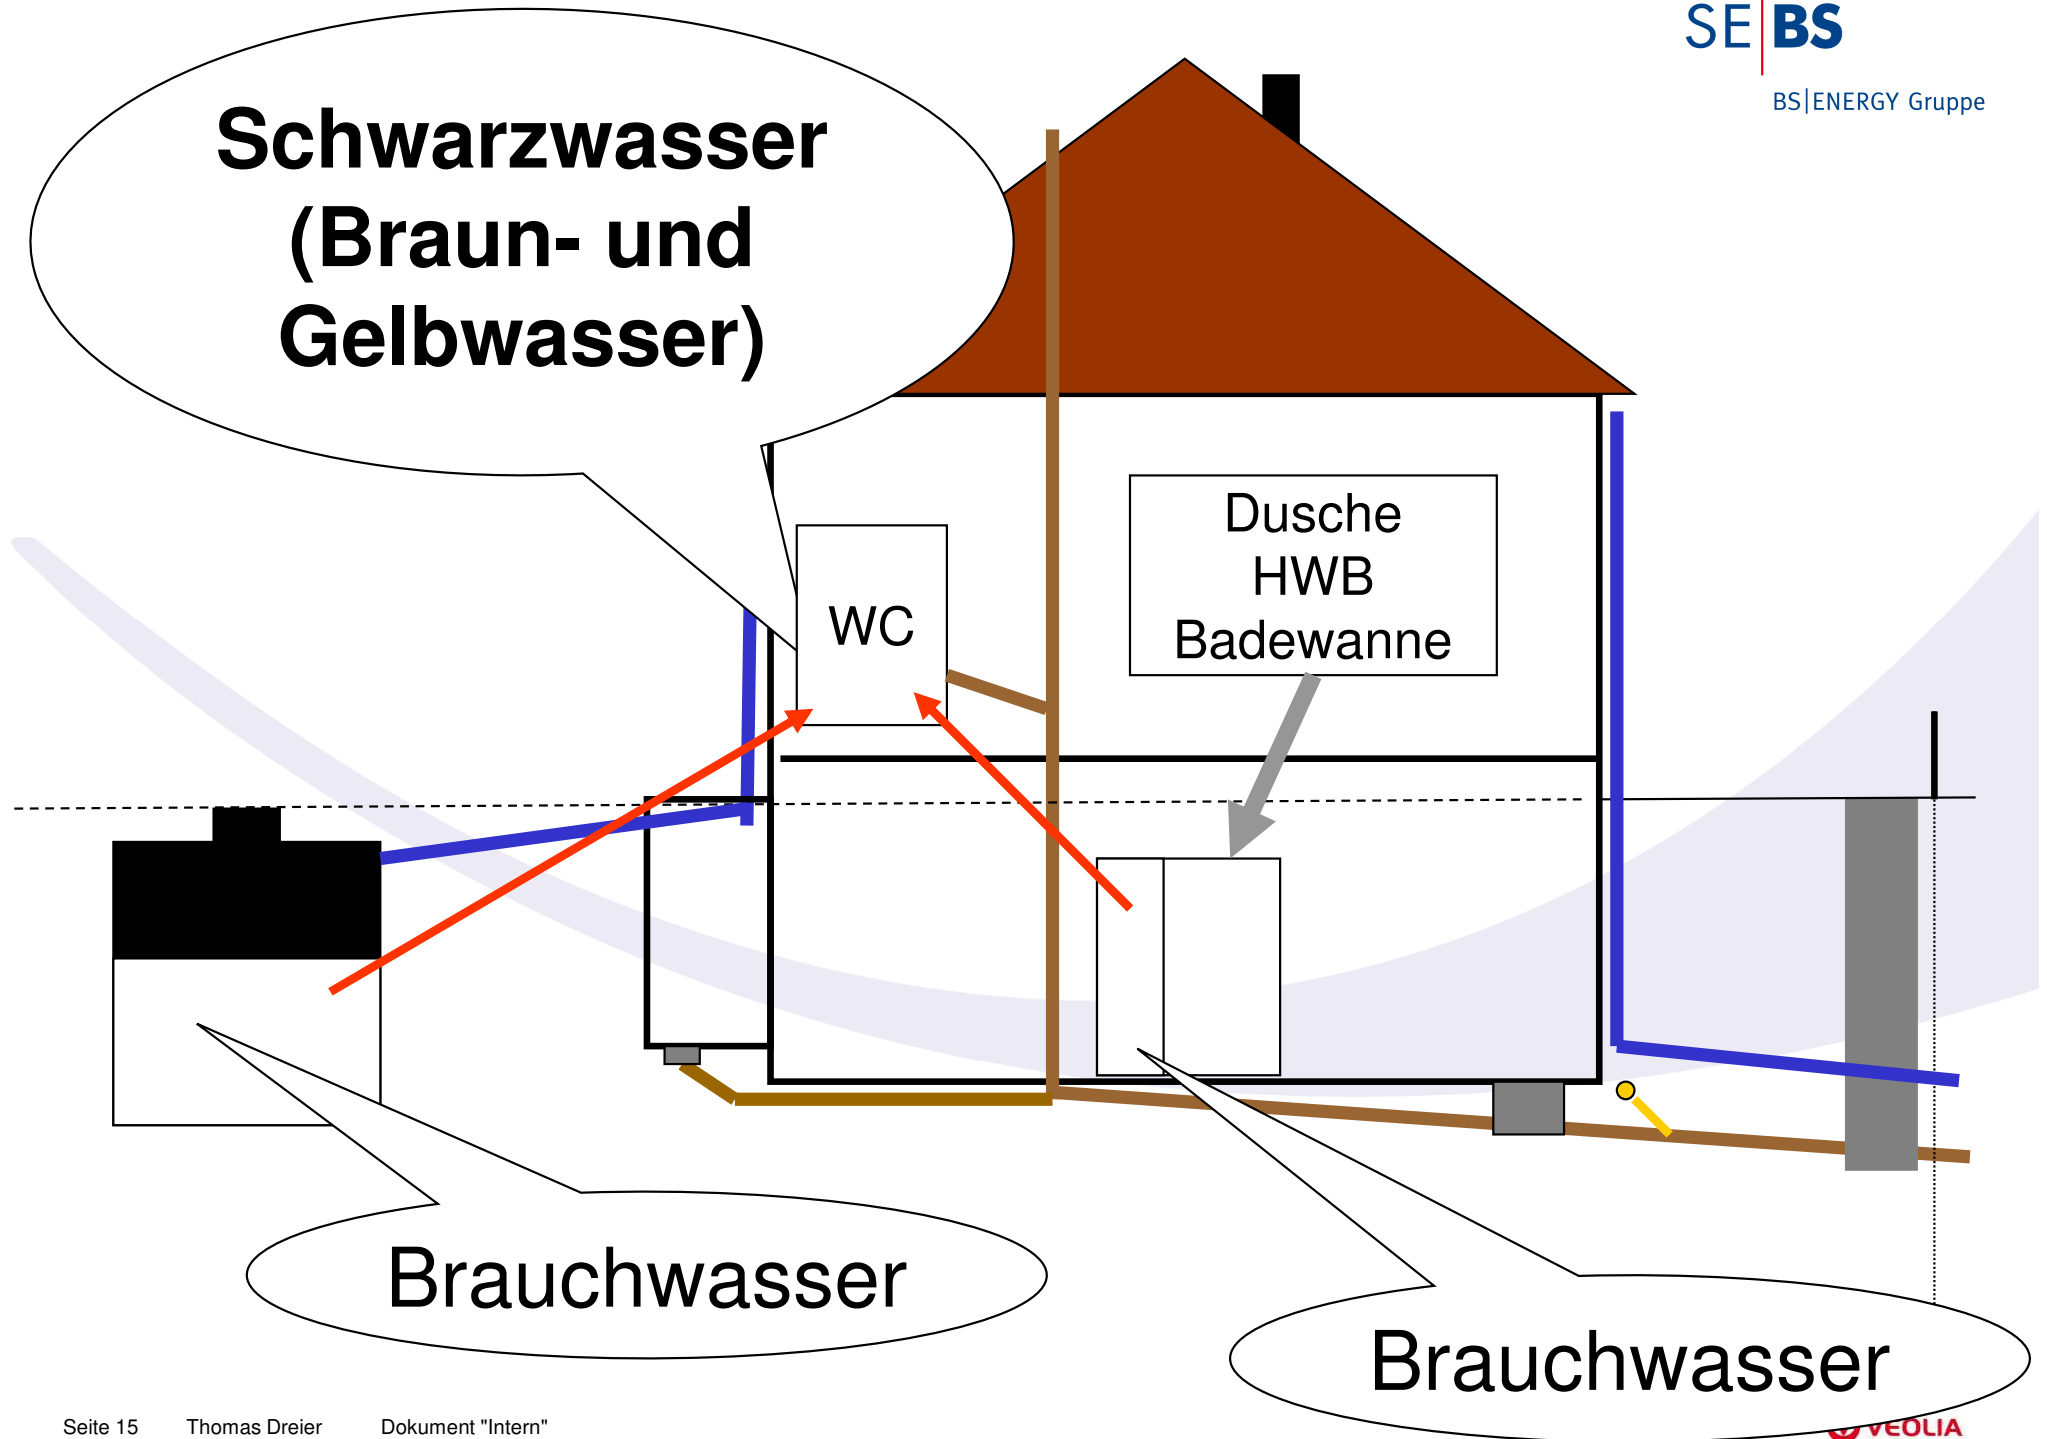 SE|BS
BS|ENERGY Gruppe
Schwarzwasser
(Braun- und
Gelbwasser)
Dusche
HWB
Badewanne
WC
Brauchwasser
Brauchwasser
Seite 15 Thomas Dreier Dokument "Intern"
VEOLIA